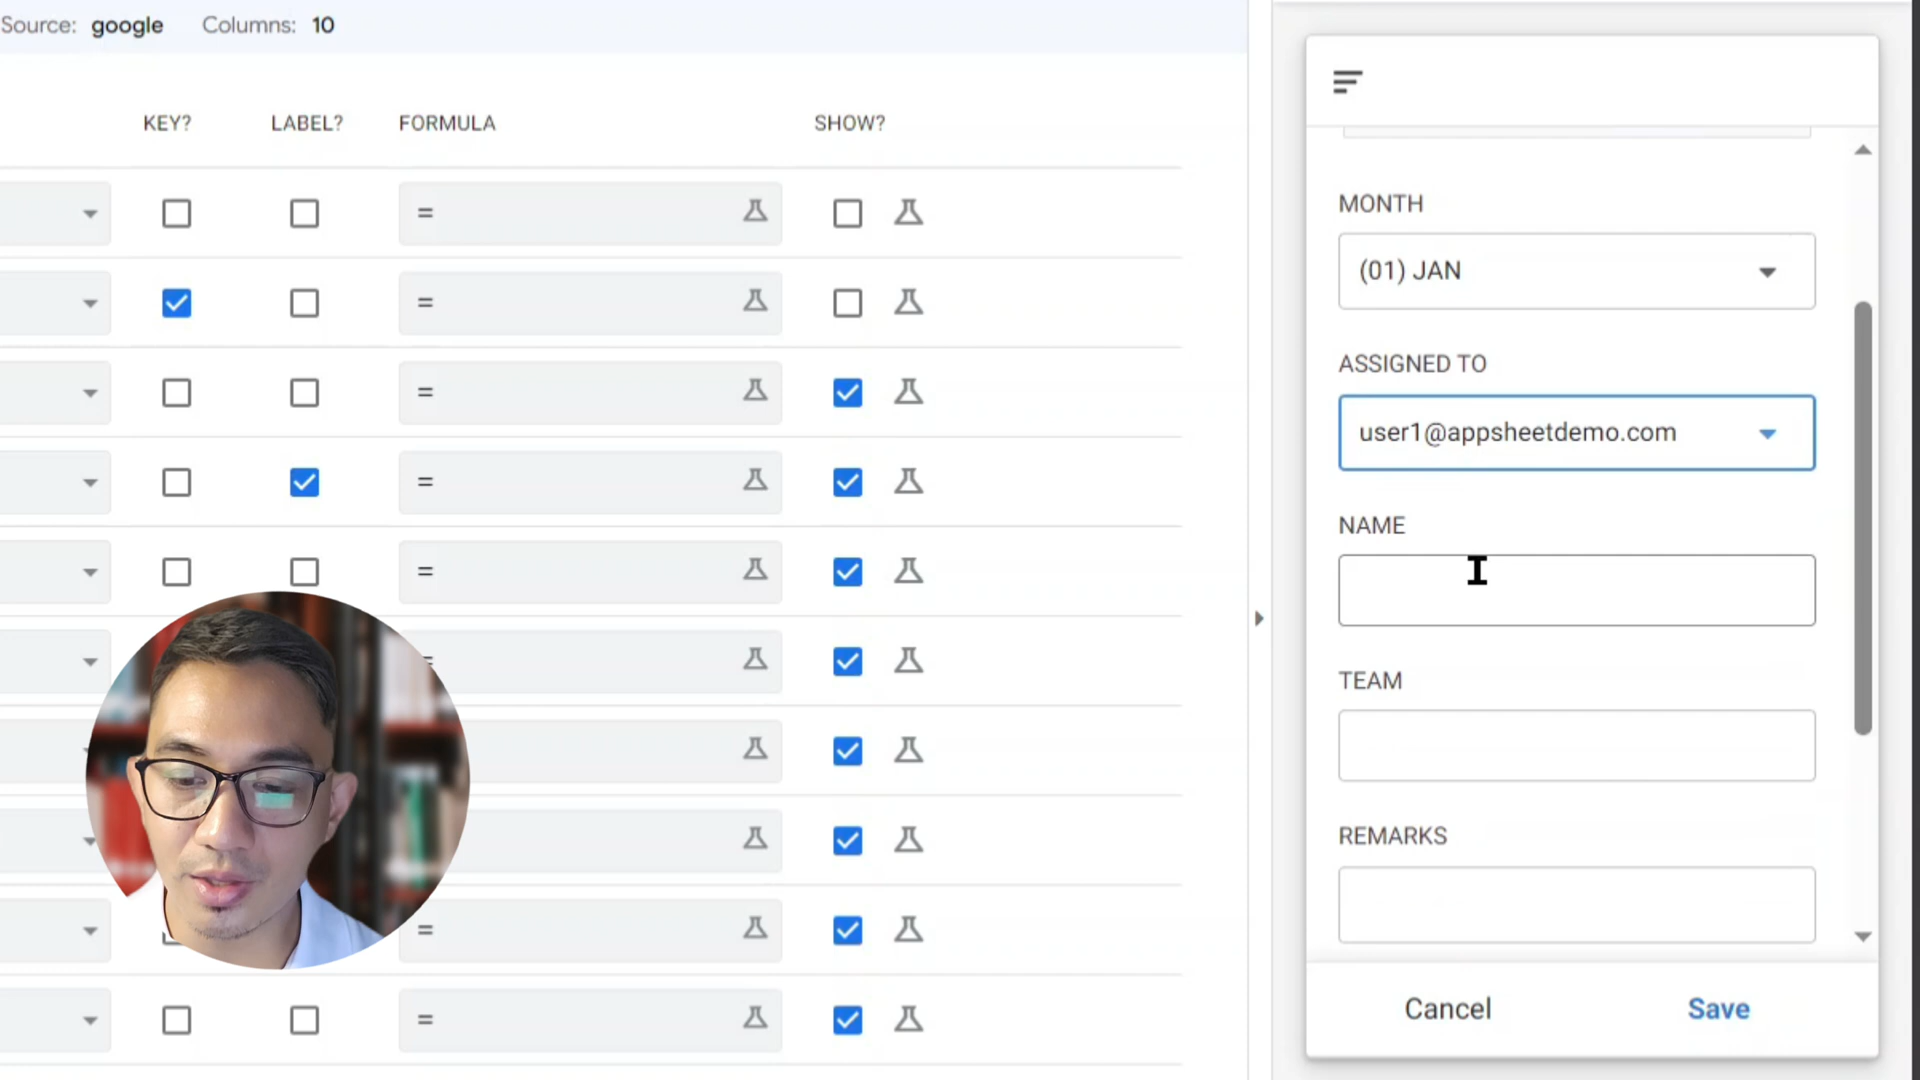 Source: google Columns: 10
KEY? LABEL? FORMULA SHOW?
=
=
=
=
=
=
=
=
MONTH
(01) JAN
ASSIGNED TO
user1@appsheetdemo.com
NAME
TEAM
REMARKS
Cancel Save